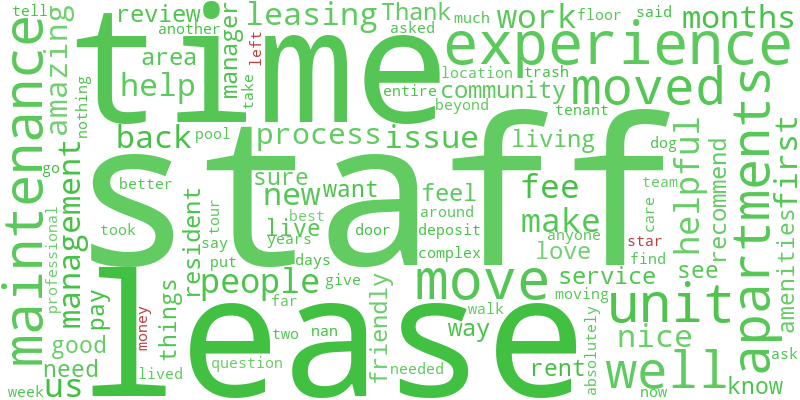 tell
review
leasing
Thank
much
floor
said
months
another
asked
work
manager
left
time
experience
maintenance
amazing
area
help
take
entire
location
trash
community
beyond
tenant
moved
nothing
back
pool
process
issue
living
apartments
first
staff
go
management
better
sure
new
want
feel
fee
helpful
recommend
dog
team
professional
resident
took
tour
best
live
years
door
around
deposit
make
anyone
care
star
love
amenities
say
put
days
complex
find
people
give
move
service
see
pay
things
money
lease
far
walk
moving
unit
two
nan
way
friendly
rent
nice
good
need
question
needed
absolutely
well
ask
week
us
lived
now
know